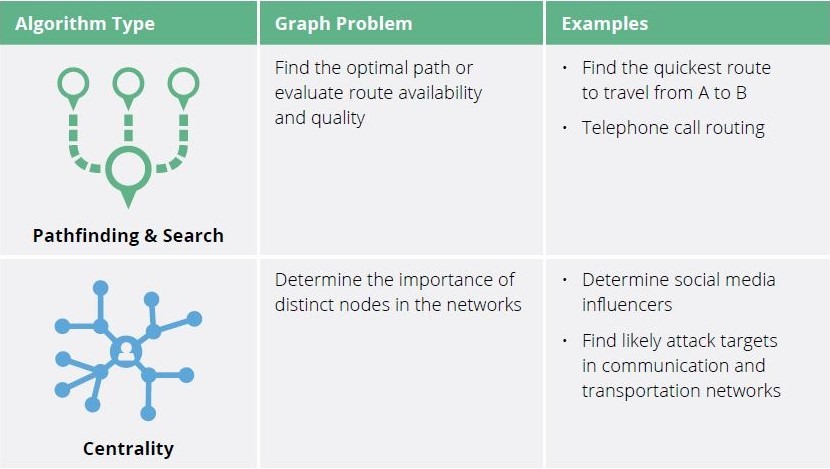 Algorithm Type
Graph Problem
Examples
Pathfinding & Search
Find the optimal path or
evaluate route availability
and quality
• Find the quickest route
to travel from A to B
• Telephone call routing
Centrality
Determine the importance of
distinct nodes in the networks
• Determine social media
influencers
• Find likely attack targets
in communication and
transportation networks